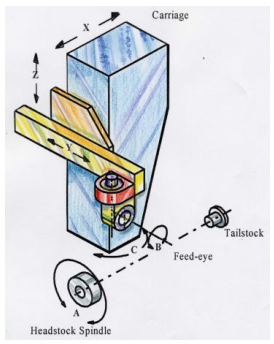 X
Carriage
Z
Y
C
B
Tailstock
Feed-eye
A
Headstock Spindle